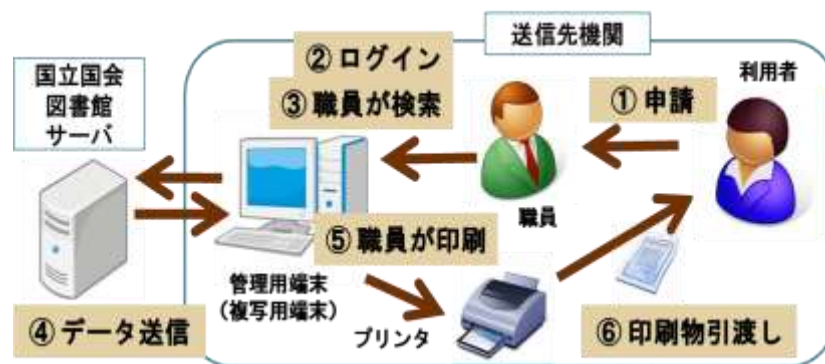 送信先機関
② ログイン
③ 職員が検索
国立国会
図書館
サーバ
利用者
① 申請
職員
⑤ 職員が印刷
管理用端末
（複写用端末）
プリンタ
④ データ送信
⑥ 印刷物引渡し